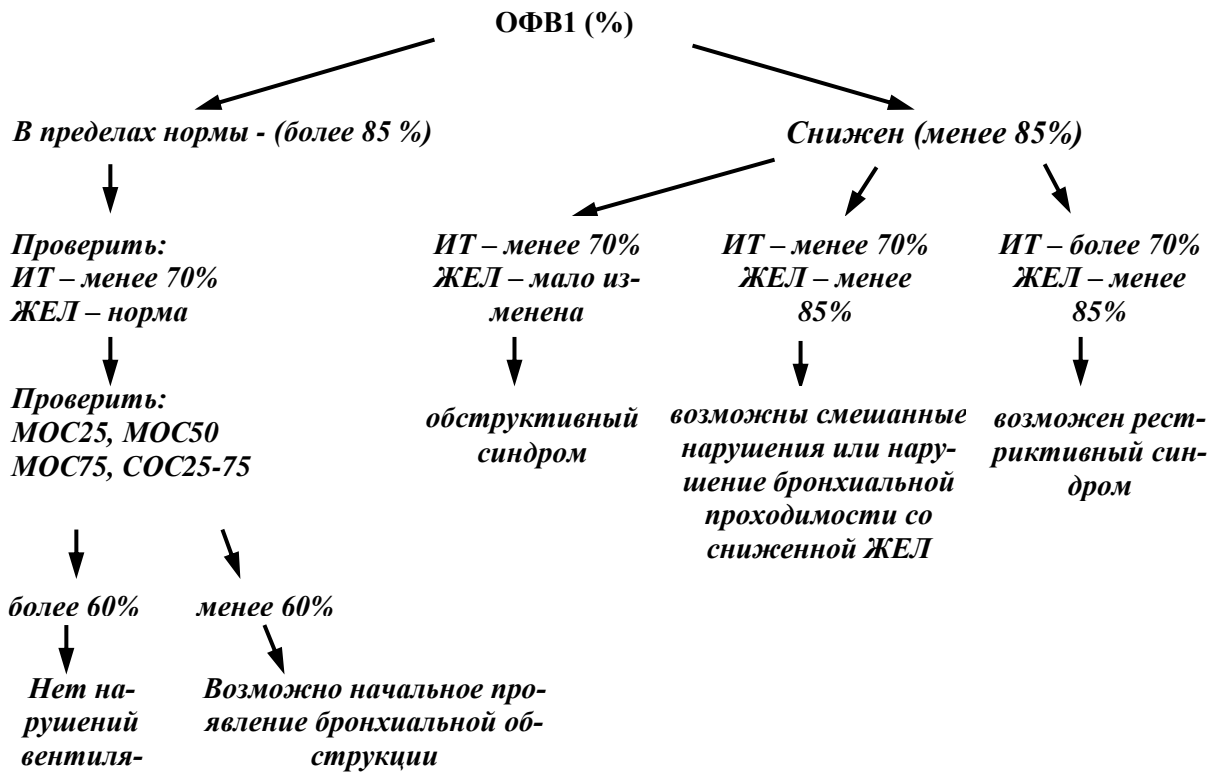 ОФВ1 (%)
В пределах нормы - (более 85 %)
Снижен (менее 85%)
Проверить:
ИТ – менее 70%
ЖЕЛ – норма
ИТ – менее 70%
ЖЕЛ – мало из-
менена
ИТ – менее 70%
ЖЕЛ – менее
85%
ИТ – более 70%
ЖЕЛ – менее
85%
Проверить:
МОС25, МОС50
МОС75, СОС25-75
обструктивный
синдром
возможны смешанные
нарушения или нару-
шение бронхиальной
проходимости со
сниженной ЖЕЛ
возможен рест-
риктивный син-
дром
более 60%
менее 60%
Нет на-
рушений
вентиля-
Возможно начальное про-
явление бронхиальной об-
струкции